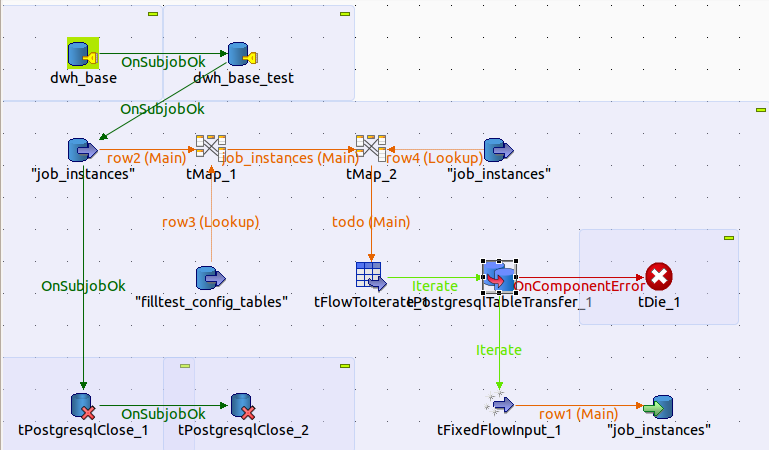 OnSubjobOk
dwh_base
dwh_base_test
OnSubjobOk
row2 (Main)
job_instances (Main)
row4 (Lookup)
"job_instances"
tMap_1
tMap_2
"job_instances"
row3 (Lookup)
todo (Main)
OnSubjobOk
Iterate
OnComponentError
"filltest_config_tables"
tFlowToIterate_1
tPostgresqlTableTransfer_1
tDie_1
Iterate
OnSubjobOk
row1 (Main)
tPostgresqlClose_1
tPostgresqlClose_2
tFixedFlowInput_1
"job_instances"